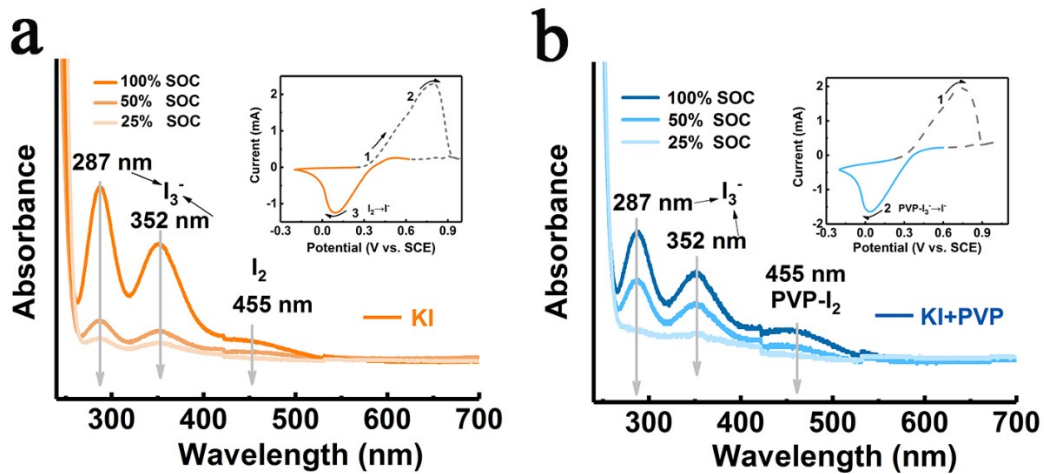 a
100% SOC
50% SOC
25% SOC
287 nm
I₃⁻
352 nm
I₂
455 nm
KI
Absorbance
300 400 500 600 700
Wavelength (nm)
Current (mA)
2
1
0
-1
-0.3 0.0 0.3 0.6 0.9
Potential (V vs. SCE)
1
2
3 I₂→I⁻
b
100% SOC
50% SOC
25% SOC
287 nm
I₃⁻
352 nm
455 nm
PVP-I₂
KI+PVP
Absorbance
300 400 500 600 700
Wavelength (nm)
Current (mA)
2
1
0
-1
-2
-0.3 0.0 0.3 0.6 0.9
Potential (V vs. SCE)
1
2 PVP-I₃⁻→I⁻